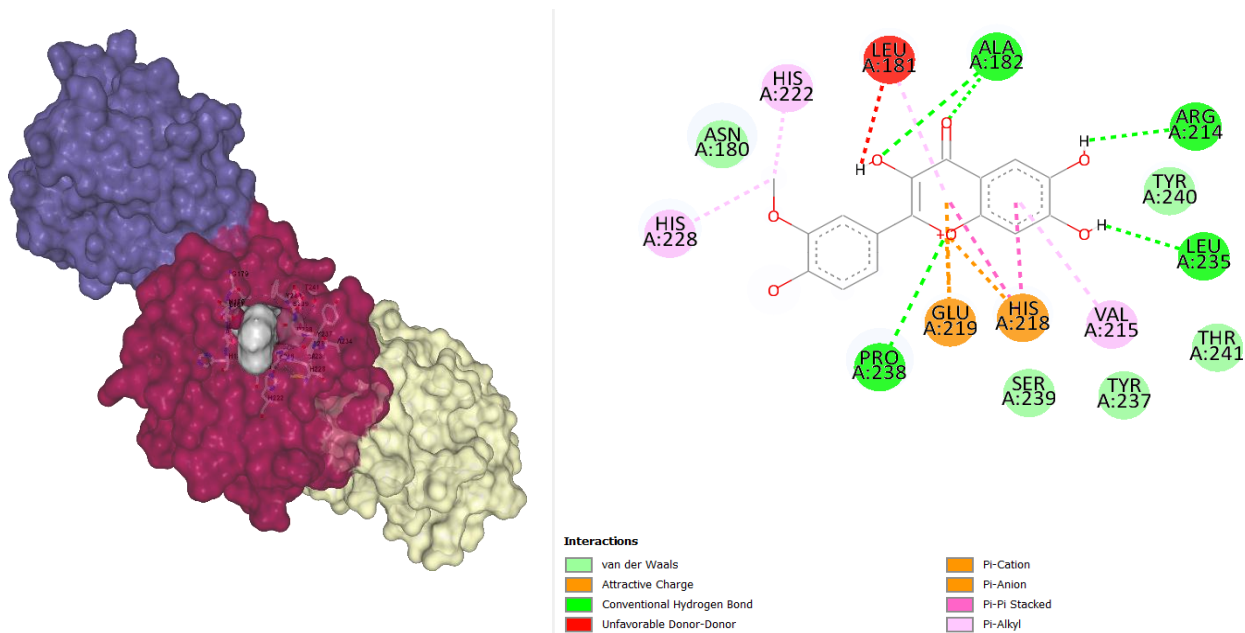 LEU
A:181
ALA
A:182
HIS
A:222
ASN
A:180
ARG
A:214
H
O
O
H
O
TYR
A:240
HIS
A:228
O
O
+
O
H
O
LEU
A:235
GLU
A:219
HIS
A:218
VAL
A:215
PRO
A:238
THR
A:241
SER
A:239
TYR
A:237
Interactions
van der Waals
Attractive Charge
Conventional Hydrogen Bond
Unfavorable Donor-Donor
Pi-Cation
Pi-Anion
Pi-Pi Stacked
Pi-Alkyl